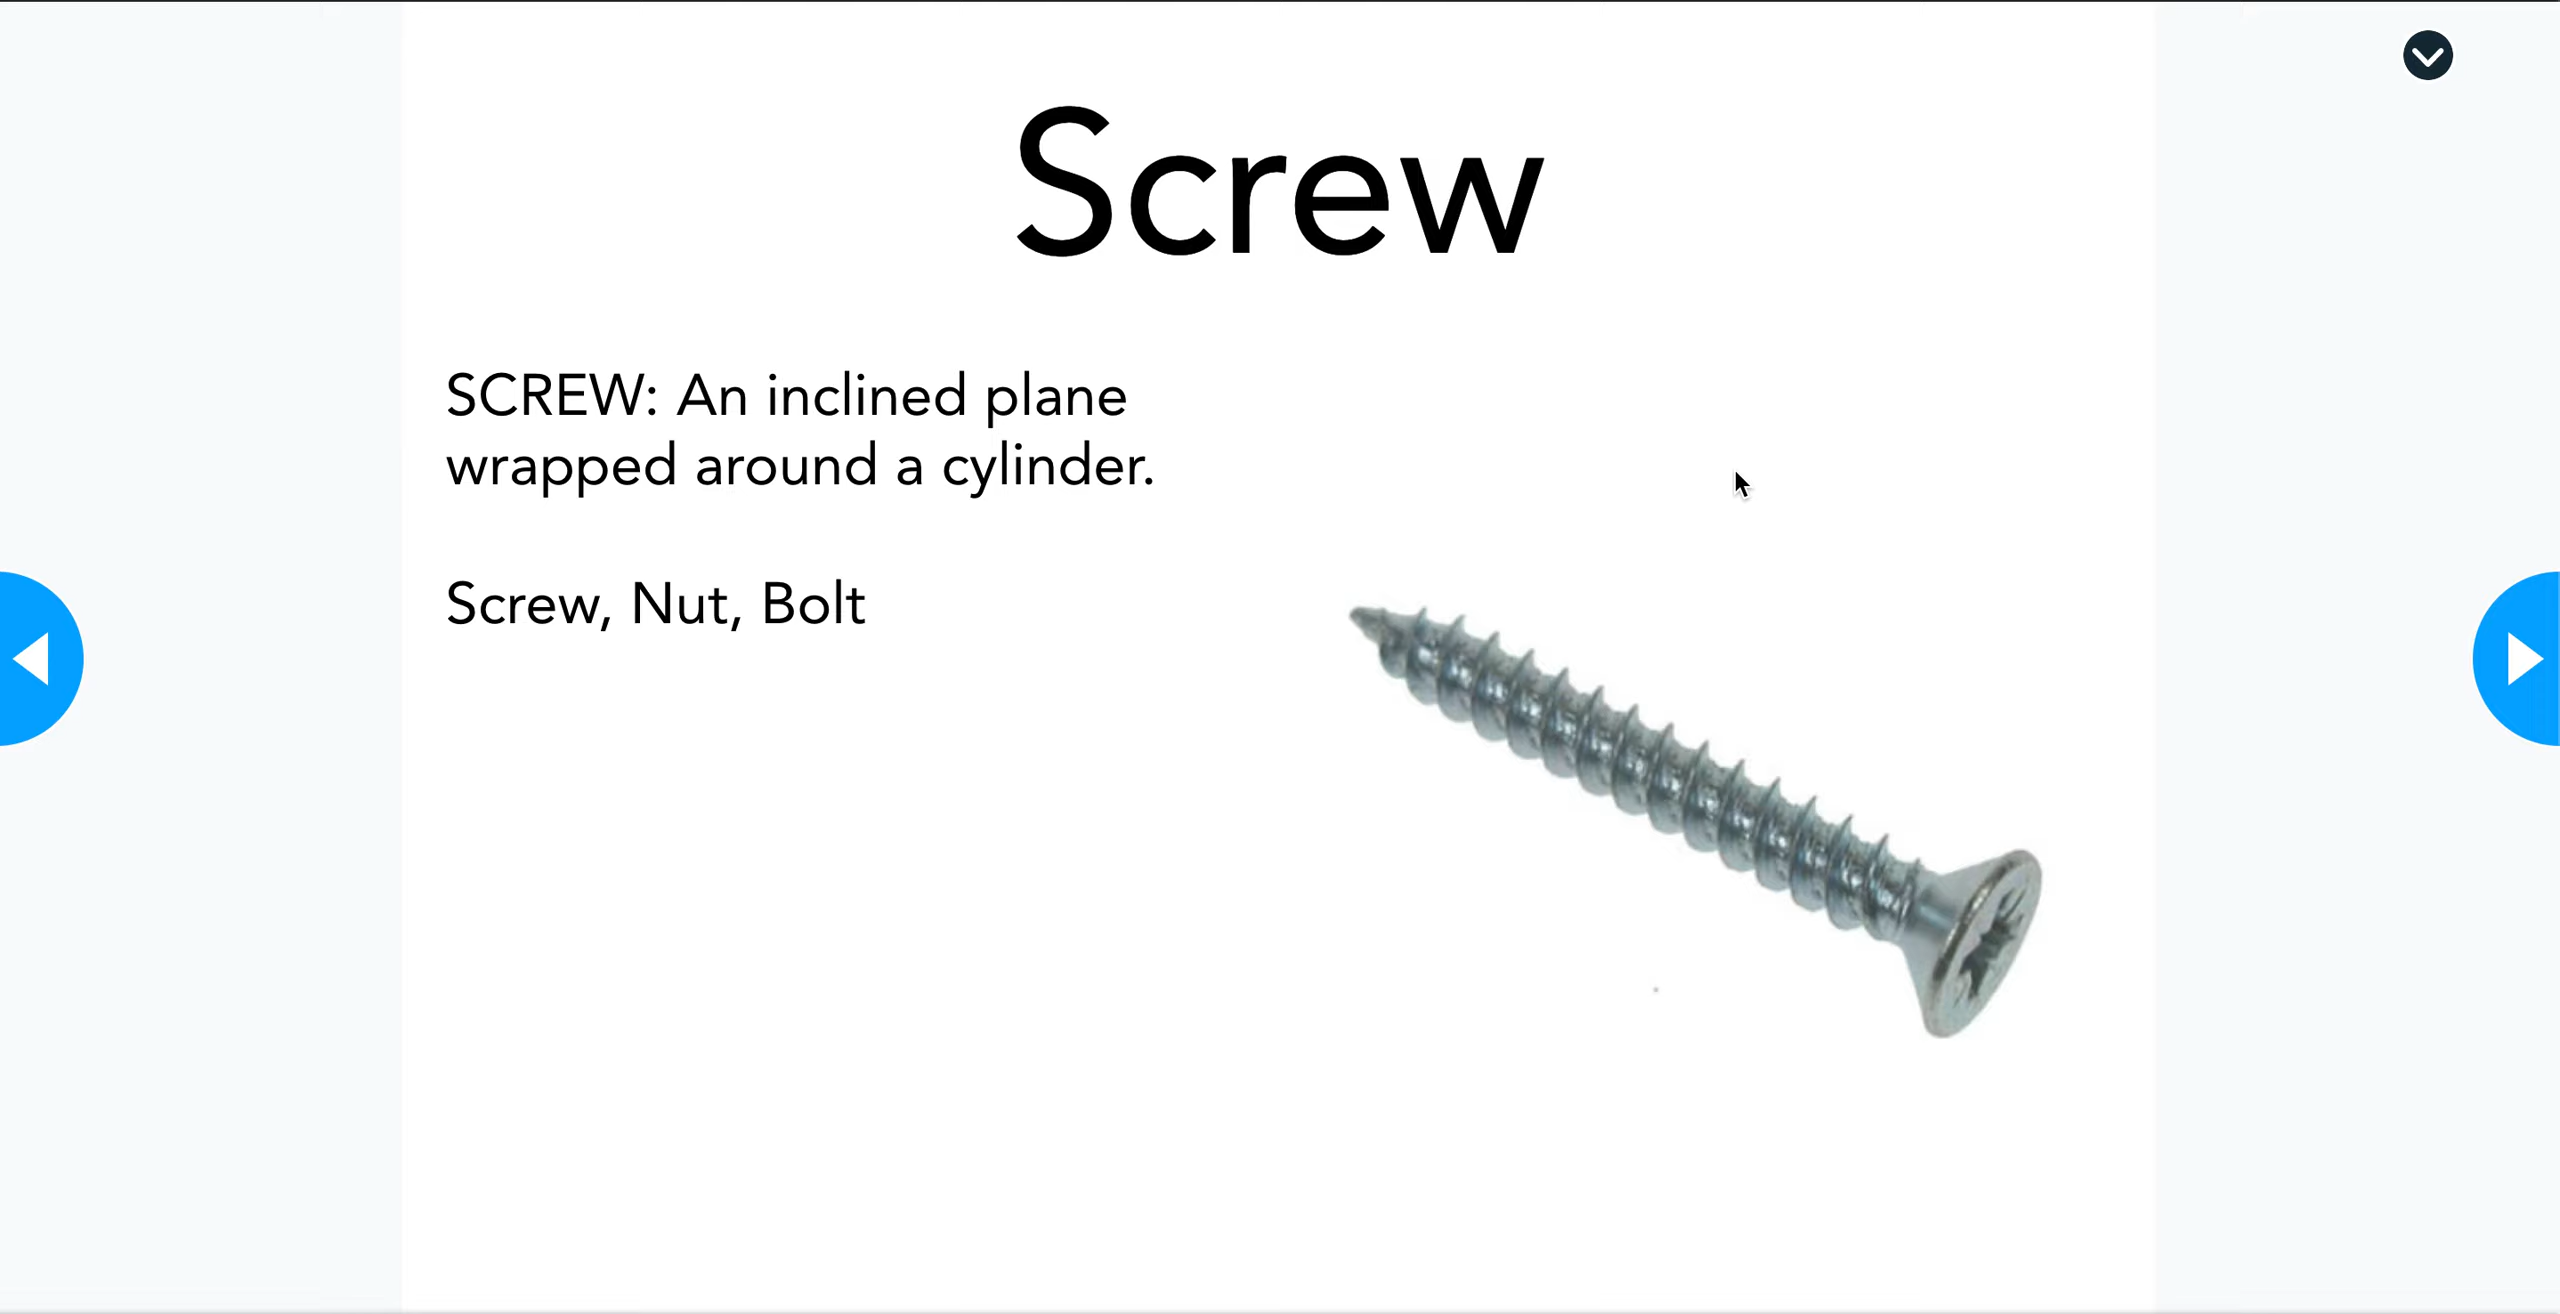 Screw
SCREW: An inclined plane
wrapped around a cylinder.
Screw, Nut, Bolt